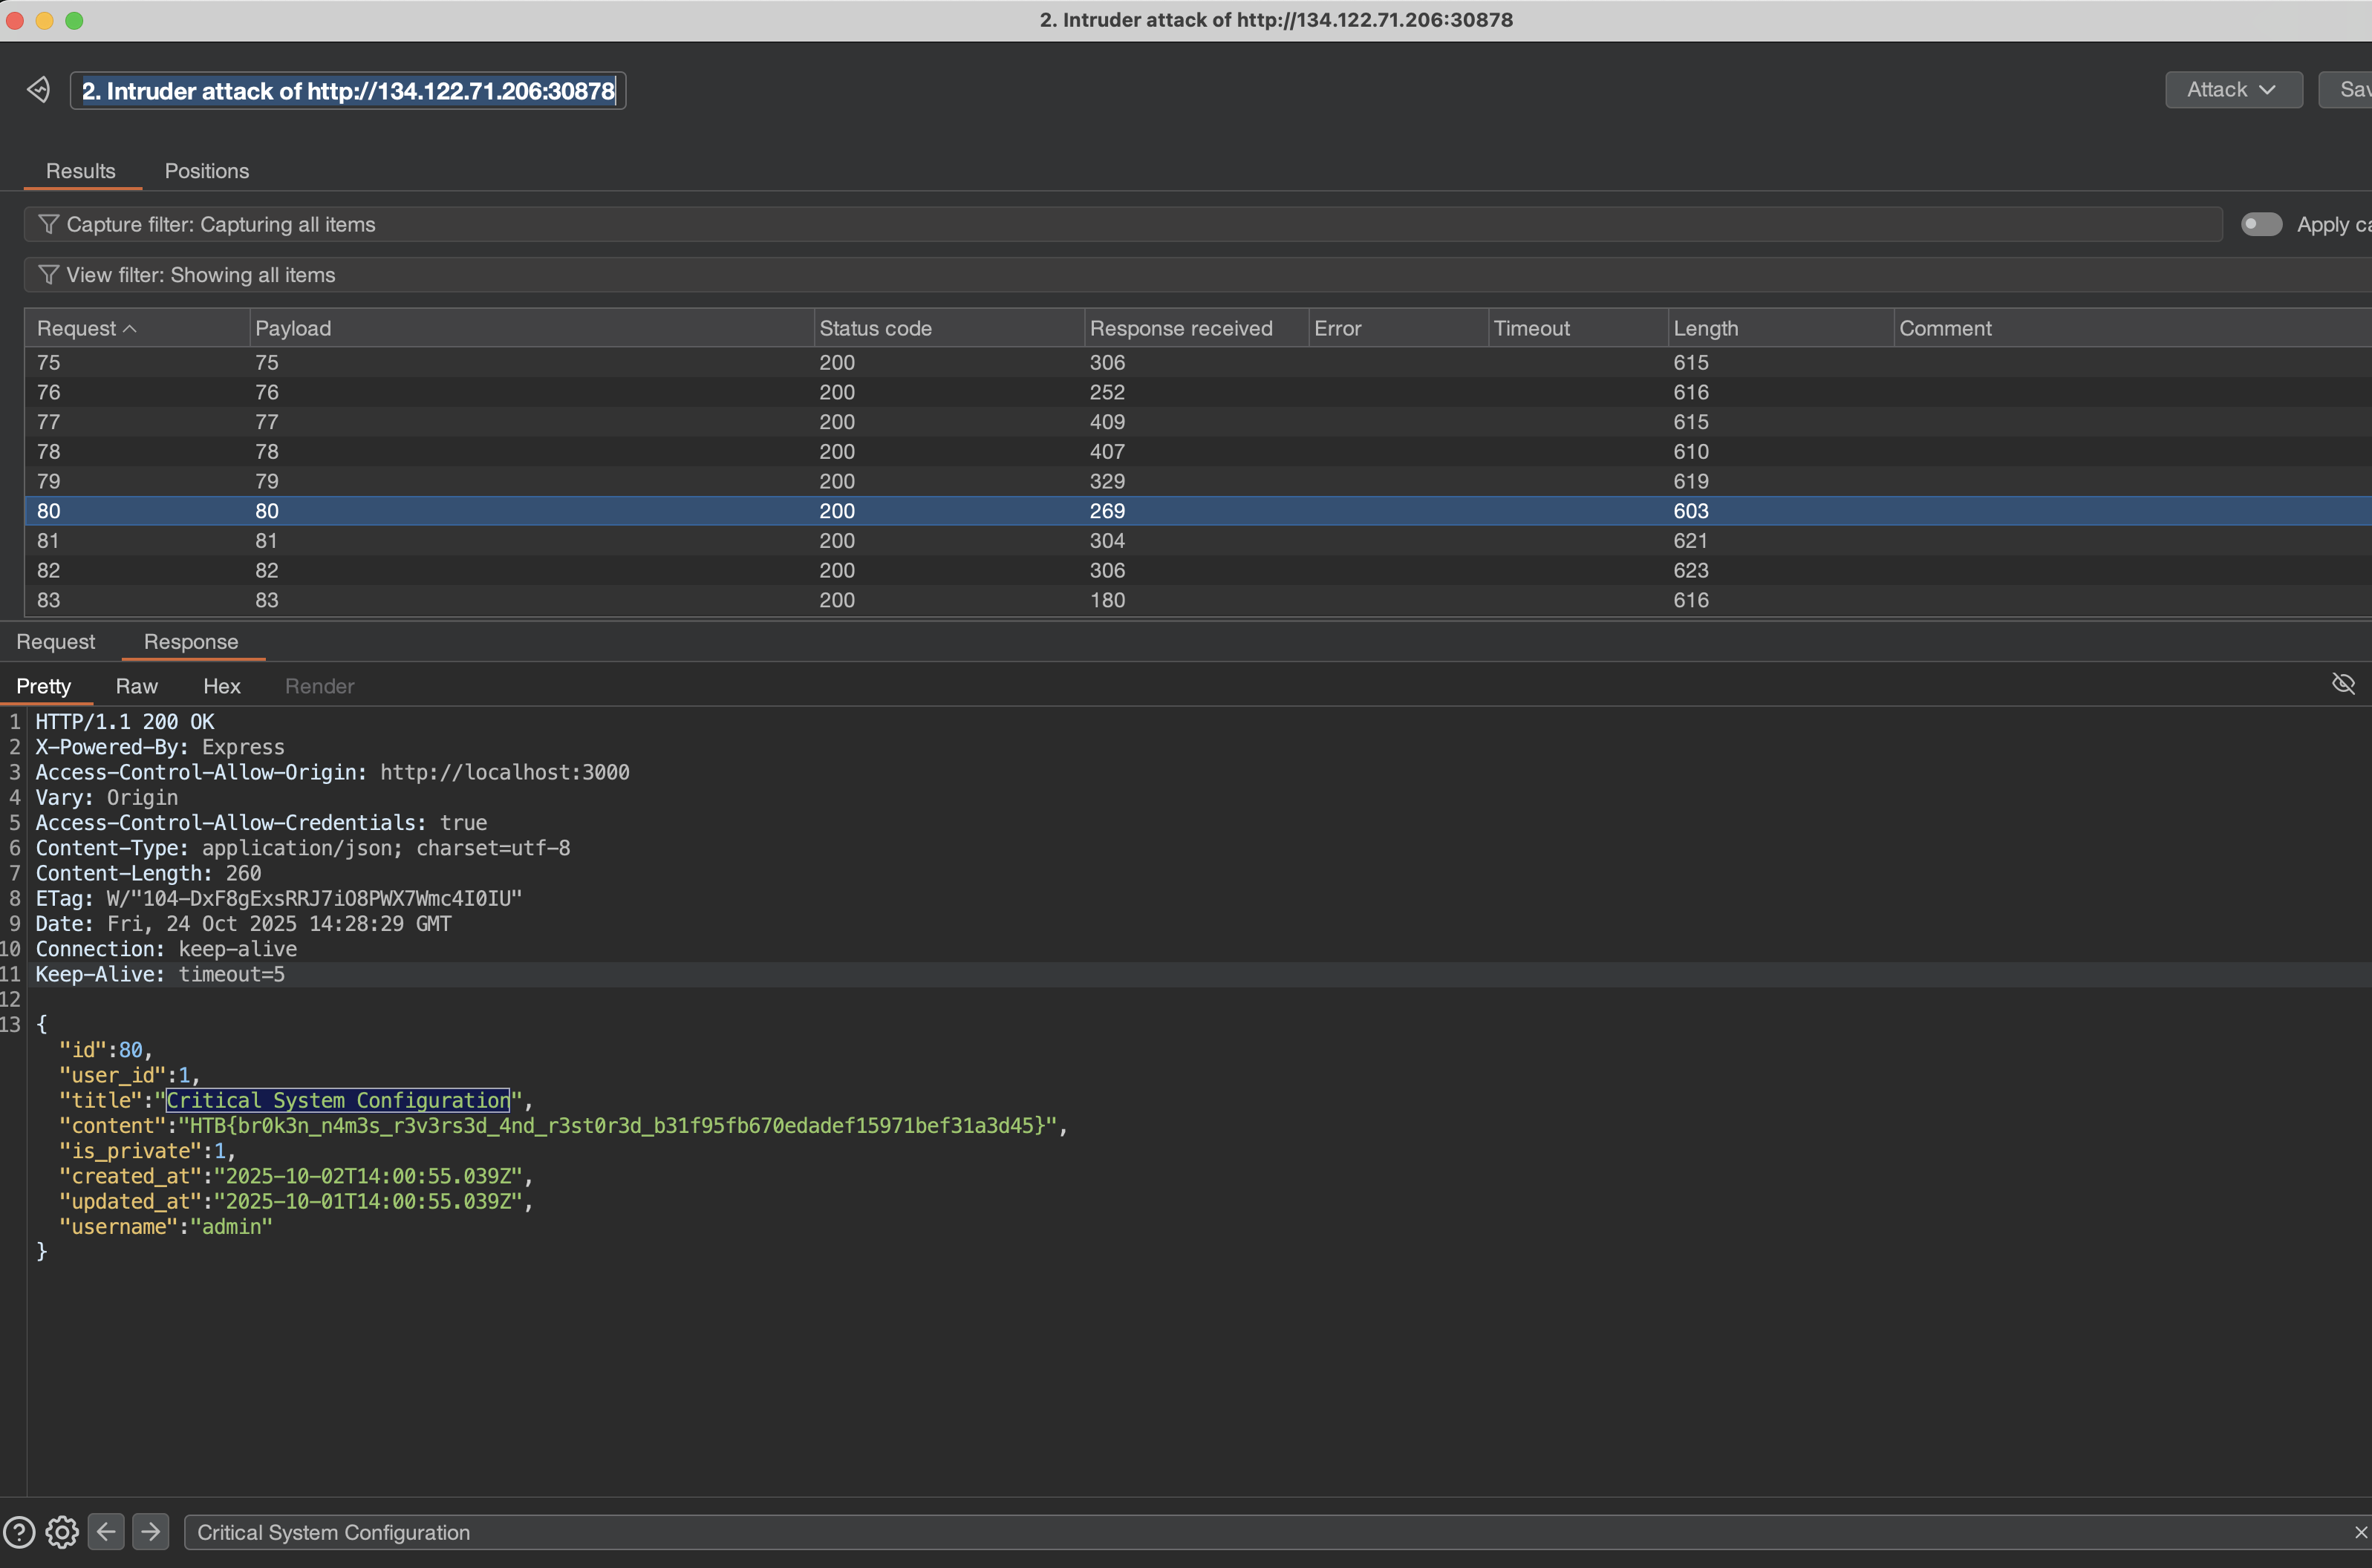 2. Intruder attack of http://134.122.71.206:30878
2. Intruder attack of http://134.122.71.206:30878
Attack
Sav
Results Positions
Capture filter: Capturing all items
Apply ca
View filter: Showing all items
Request Payload Status code Response received Error Timeout Length Comment
75 75 200 306 615
76 76 200 252 616
77 77 200 409 615
78 78 200 407 610
79 79 200 329 619
80 80 200 269 603
81 81 200 304 621
82 82 200 306 623
83 83 200 180 616
Request Response
Pretty Raw Hex Render
1 HTTP/1.1 200 OK
2 X-Powered-By: Express
3 Access-Control-Allow-Origin: http://localhost:3000
4 Vary: Origin
5 Access-Control-Allow-Credentials: true
6 Content-Type: application/json; charset=utf-8
7 Content-Length: 260
8 ETag: W/"104-DxF8gExsRRJ7iO8PWX7Wmc4I0IU"
9 Date: Fri, 24 Oct 2025 14:28:29 GMT
10 Connection: keep-alive
11 Keep-Alive: timeout=5
12
13 {
"id":80,
"user_id":1,
"title":"Critical System Configuration",
"content":"HTB{br0k3n_n4m3s_r3v3rs3d_4nd_r3st0r3d_b31f95fb670edadef15971bef31a3d45}",
"is_private":1,
"created_at":"2025-10-02T14:00:55.039Z",
"updated_at":"2025-10-01T14:00:55.039Z",
"username":"admin"
}
Critical System Configuration